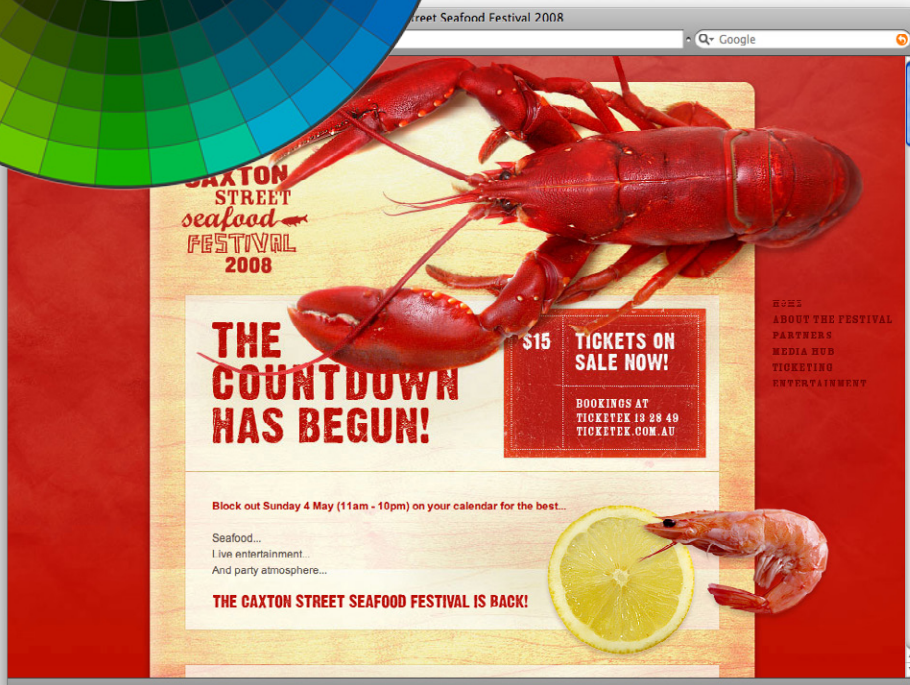 Street Seafood Festival 2008
Google
CAXTON
STREET
seafood
FESTIVAL
2008
HOME
ABOUT THE FESTIVAL
PARTNERS
MEDIA HUB
TICKETING
ENTERTAINMENT
THE
COUNTDOWN
HAS BEGUN!
$15
TICKETS ON
SALE NOW!
BOOKINGS AT
TICKETEK 13 28 49
TICKETEK.COM.AU
Block out Sunday 4 May (11am - 10pm) on your calendar for the best...
Seafood...
Live entertainment...
And party atmosphere...
THE CAXTON STREET SEAFOOD FESTIVAL IS BACK!